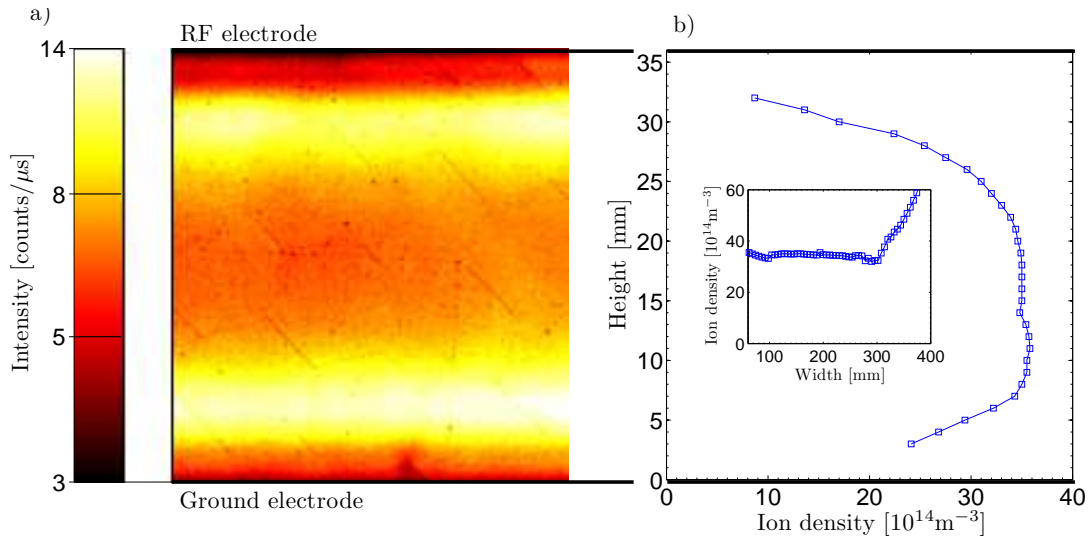 a)
RF electrode
14
8
5
3
Intensity [counts/μs]
Ground electrode
b)
35
30
25
20
15
10
5
0
Height [mm]
0 10 20 30 40
Ion density [10¹⁴m⁻³]
60
40
20
0
Ion density [10¹⁴m⁻³]
100 200 300 400
Width [mm]